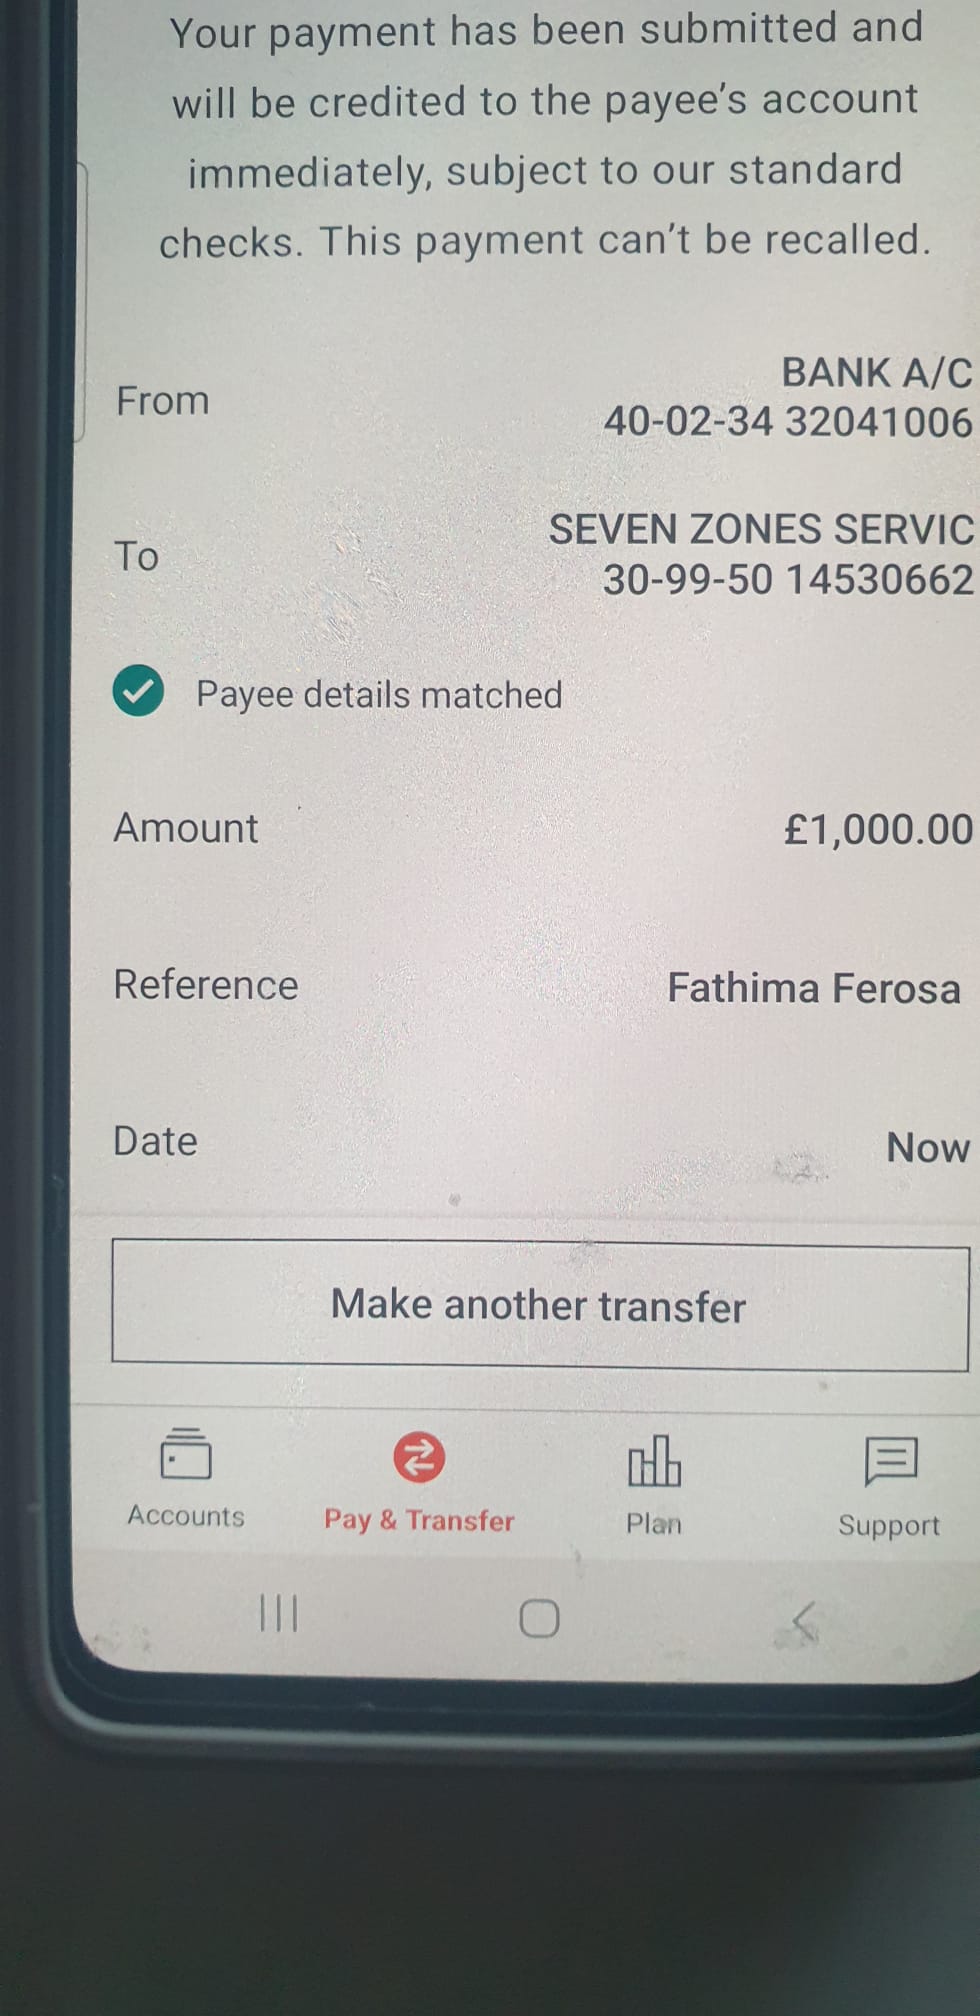 Your payment has been submitted and
will be credited to the payee's account
immediately, subject to our standard
checks. This payment can't be recalled.
From
BANK A/C
40-02-34 32041006
To
SEVEN ZONES SERVIC
30-99-50 14530662
Payee details matched
Amount £1,000.00
Reference Fathima Ferosa
Date Now
Make another transfer
Accounts Pay & Transfer Plan Support